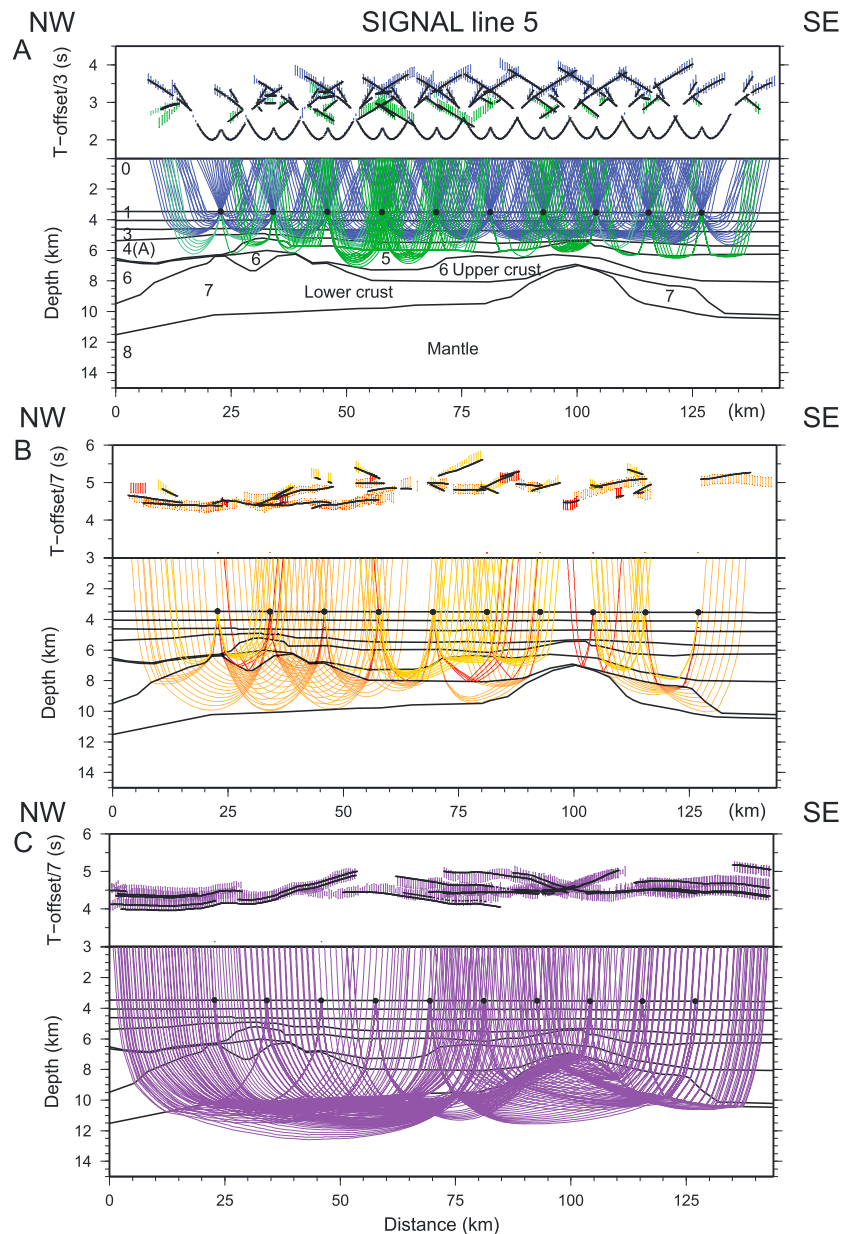 NW SIGNAL line 5 SE
A
T-offset/3 (s)
4
3
2
0
2
1
4
3
4(A)
6
6 5 6 Upper crust
6
8
7 Lower crust 7
10
12
8 Mantle
14
Depth (km)
0 25 50 75 100 125 (km)
NW SE
B
T-offset/7 (s)
6
5
4
3
2
4
6
8
10
12
14
Depth (km)
0 25 50 75 100 125 (km)
NW SE
C
T-offset/7 (s)
6
5
4
3
2
4
6
8
10
12
14
Depth (km)
0 25 50 75 100 125
Distance (km)